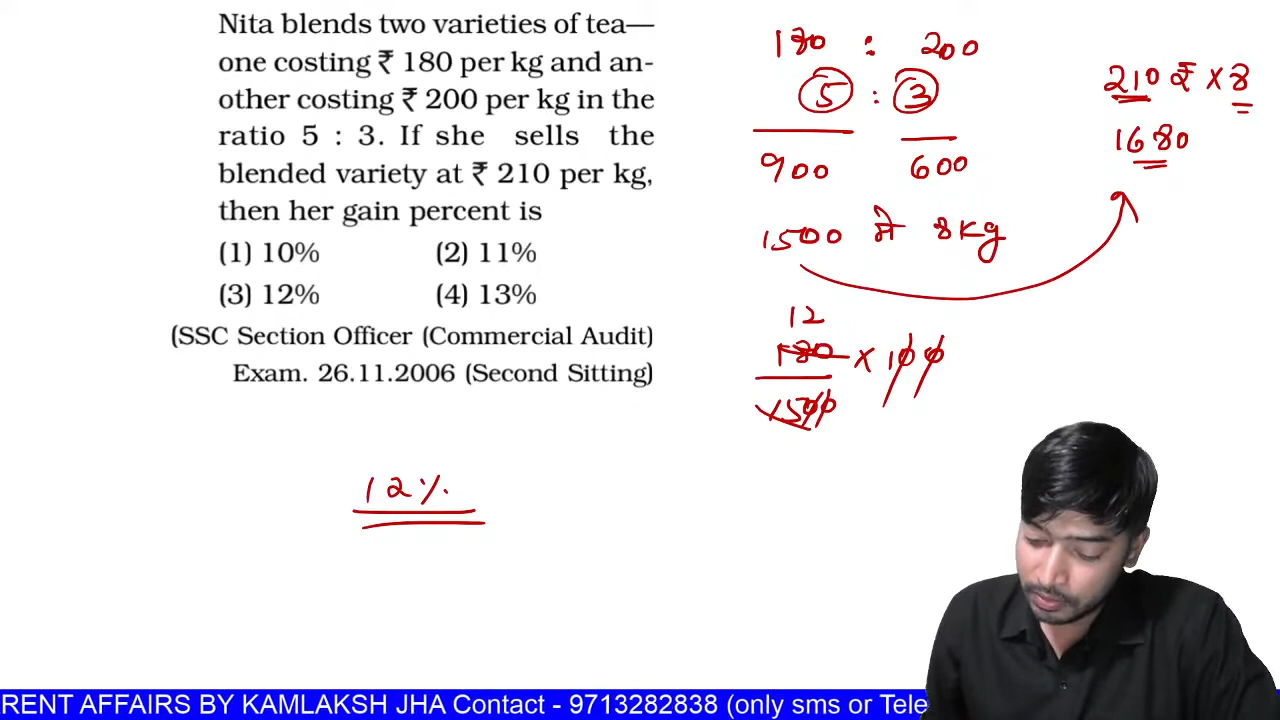 Nita blends two varieties of tea—
one costing ₹ 180 per kg and an-
other costing ₹ 200 per kg in the
ratio 5 : 3. If she sells the
blended variety at ₹ 210 per kg,
then her gain percent is
(1) 10% (2) 11%
(3) 12% (4) 13%
(SSC Section Officer (Commercial Audit)
Exam. 26.11.2006 (Second Sitting)
12%
180 : 200
5 : 3
900 600
1500 में 8Kg
12
180 × 100
1500
210 ₹ × 8
1680
RENT AFFAIRS BY KAMLAKSH JHA Contact - 9713282838 (only sms or Tele